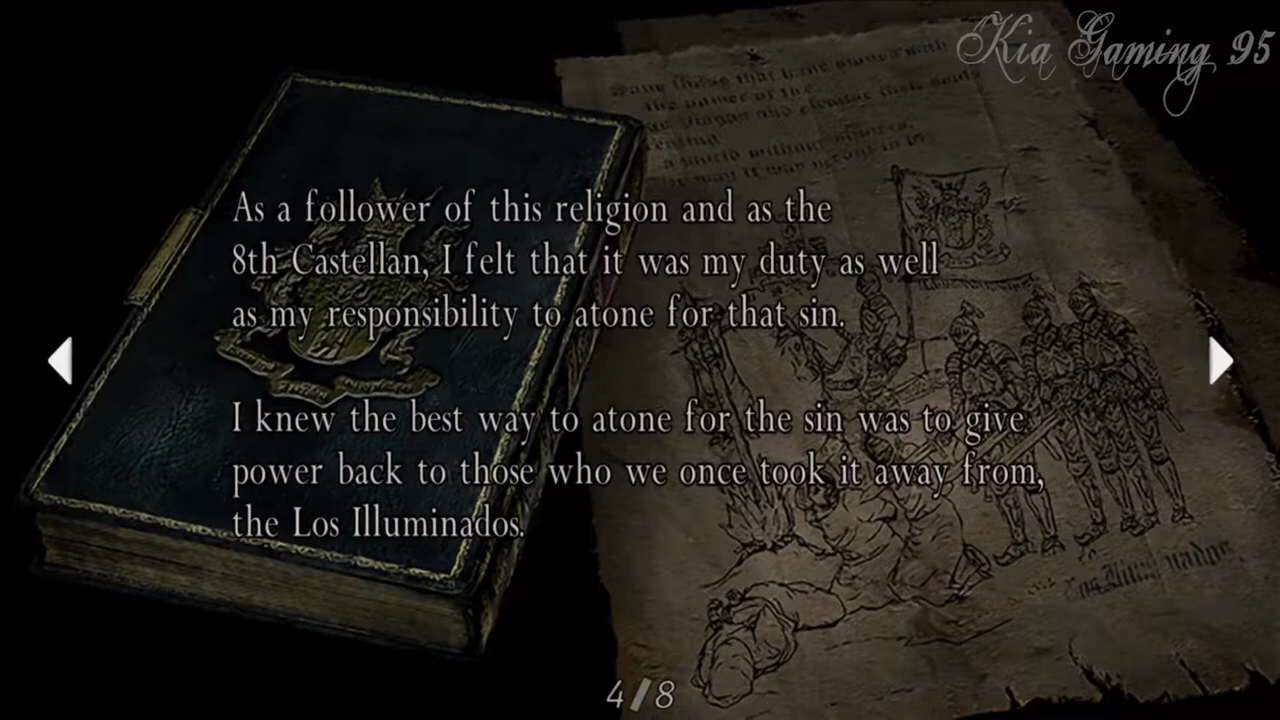 Kia Gaming 95
As a follower of this religion and as the
8th Castellan, I felt that it was my duty as well
as my responsibility to atone for that sin.
I knew the best way to atone for the sin was to give
power back to those who we once took it away from,
the Los Illuminados.
4/8